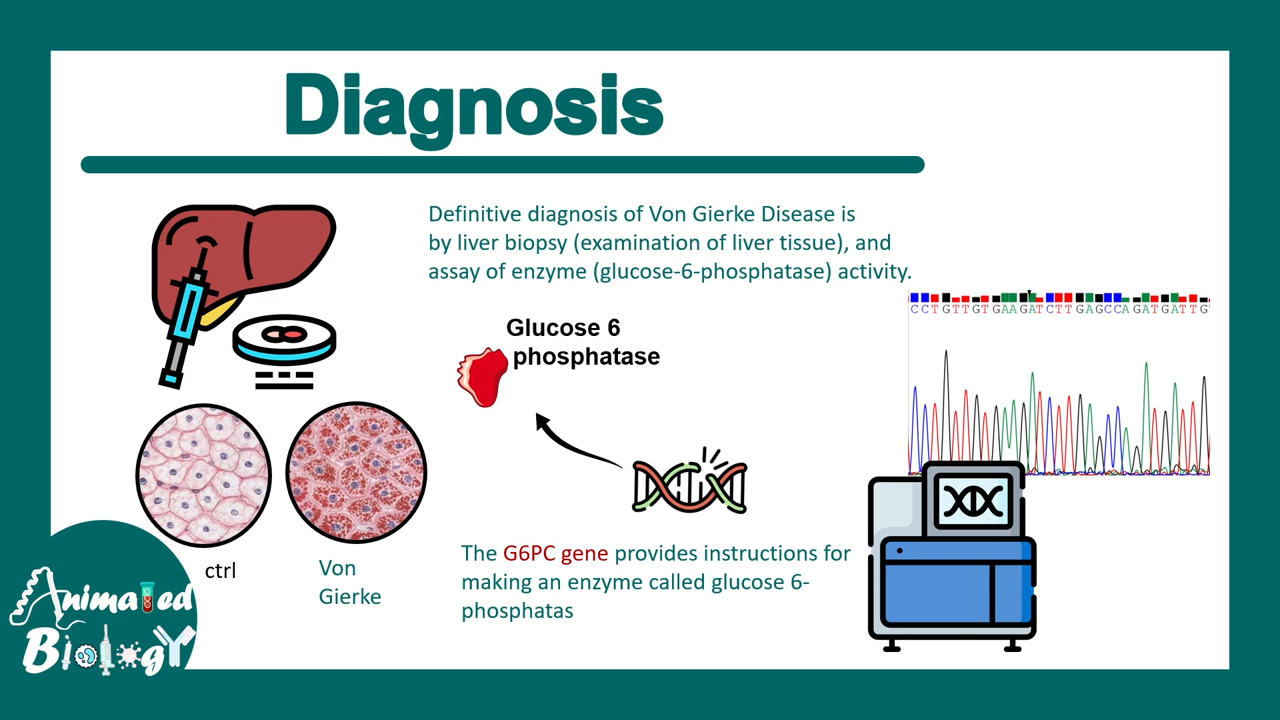 Diagnosis
Definitive diagnosis of Von Gierke Disease is
by liver biopsy (examination of liver tissue), and
assay of enzyme (glucose-6-phosphatase) activity.
Glucose 6
phosphatase
CCTGTTGTGAAGATCTTGAGCCAGATGATTG
ctrl
Von
Gierke
The G6PC gene provides instructions for
making an enzyme called glucose 6-
phosphatas
Animated
Biology